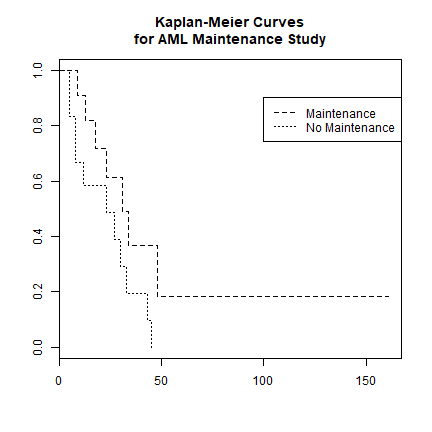 Kaplan-Meier Curves
for AML Maintenance Study
1.0
0.8
0.6
0.4
0.2
0.0
Maintenance
No Maintenance
0 50 100 150